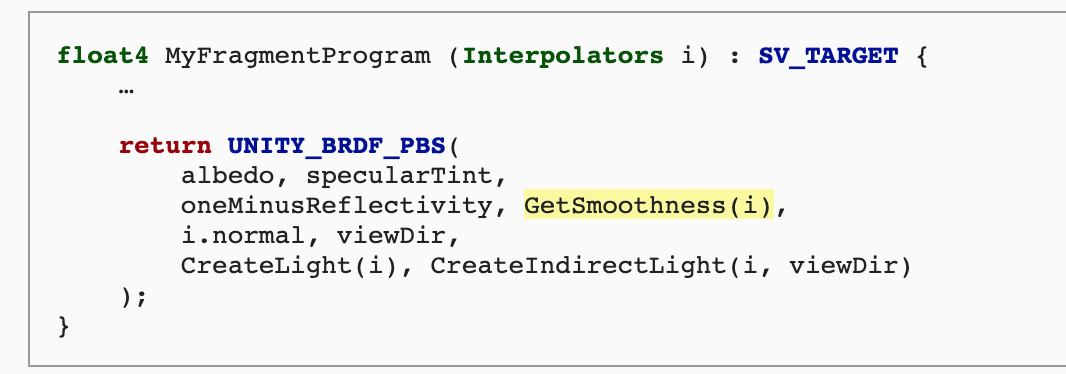 float4 MyFragmentProgram (Interpolators i) : SV_TARGET {
…
return UNITY_BRDF_PBS(
albedo, specularTint,
oneMinusReflectivity, GetSmoothness(i),
i.normal, viewDir,
CreateLight(i), CreateIndirectLight(i, viewDir)
);
}